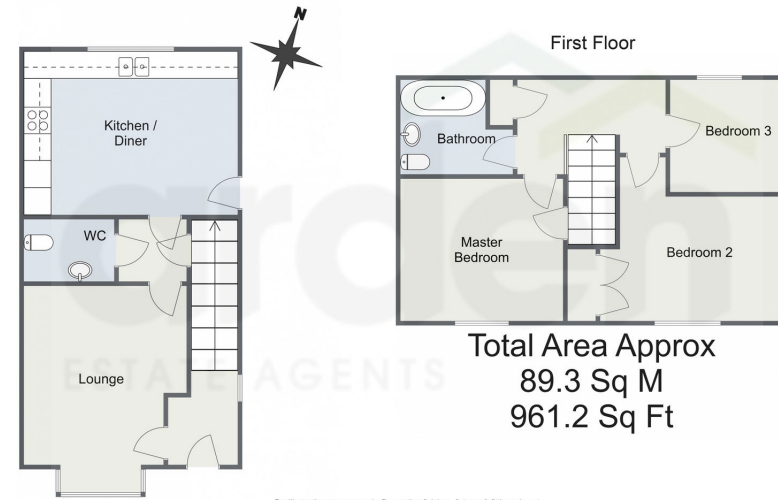 N
First Floor
Kitchen /
Diner
WC
Lounge
Bathroom
Bedroom 3
Master
Bedroom
Bedroom 2
arden
ESTATE AGENTS
Total Area Approx
89.3 Sq M
961.2 Sq Ft